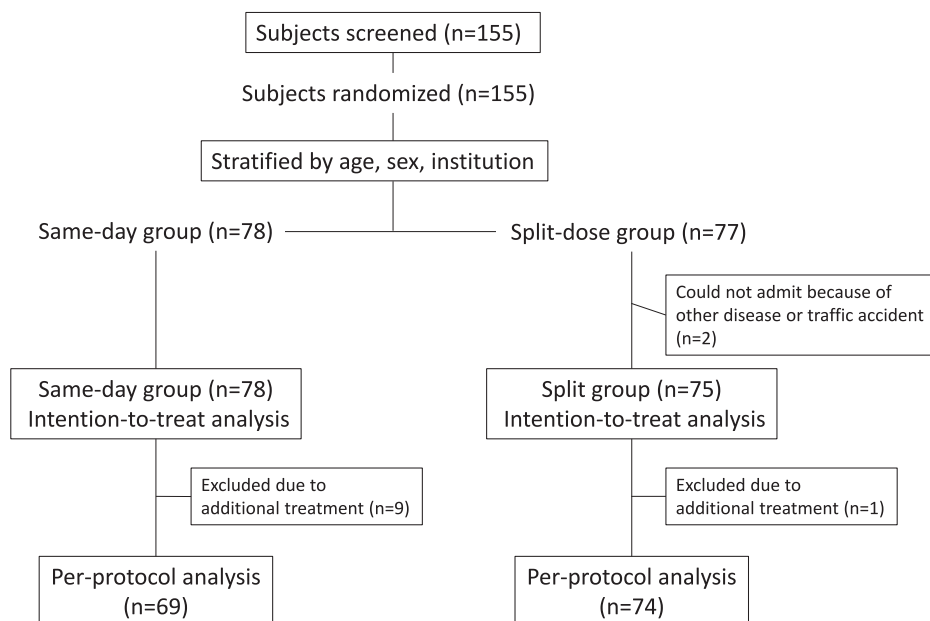 Subjects screened (n=155)
Subjects randomized (n=155)
Stratified by age, sex, institution
Same-day group (n=78)
Split-dose group (n=77)
Could not admit because of
other disease or traffic accident
(n=2)
Same-day group (n=78)
Intention-to-treat analysis
Split group (n=75)
Intention-to-treat analysis
Excluded due to
additional treatment (n=9)
Excluded due to
additional treatment (n=1)
Per-protocol analysis
(n=69)
Per-protocol analysis
(n=74)